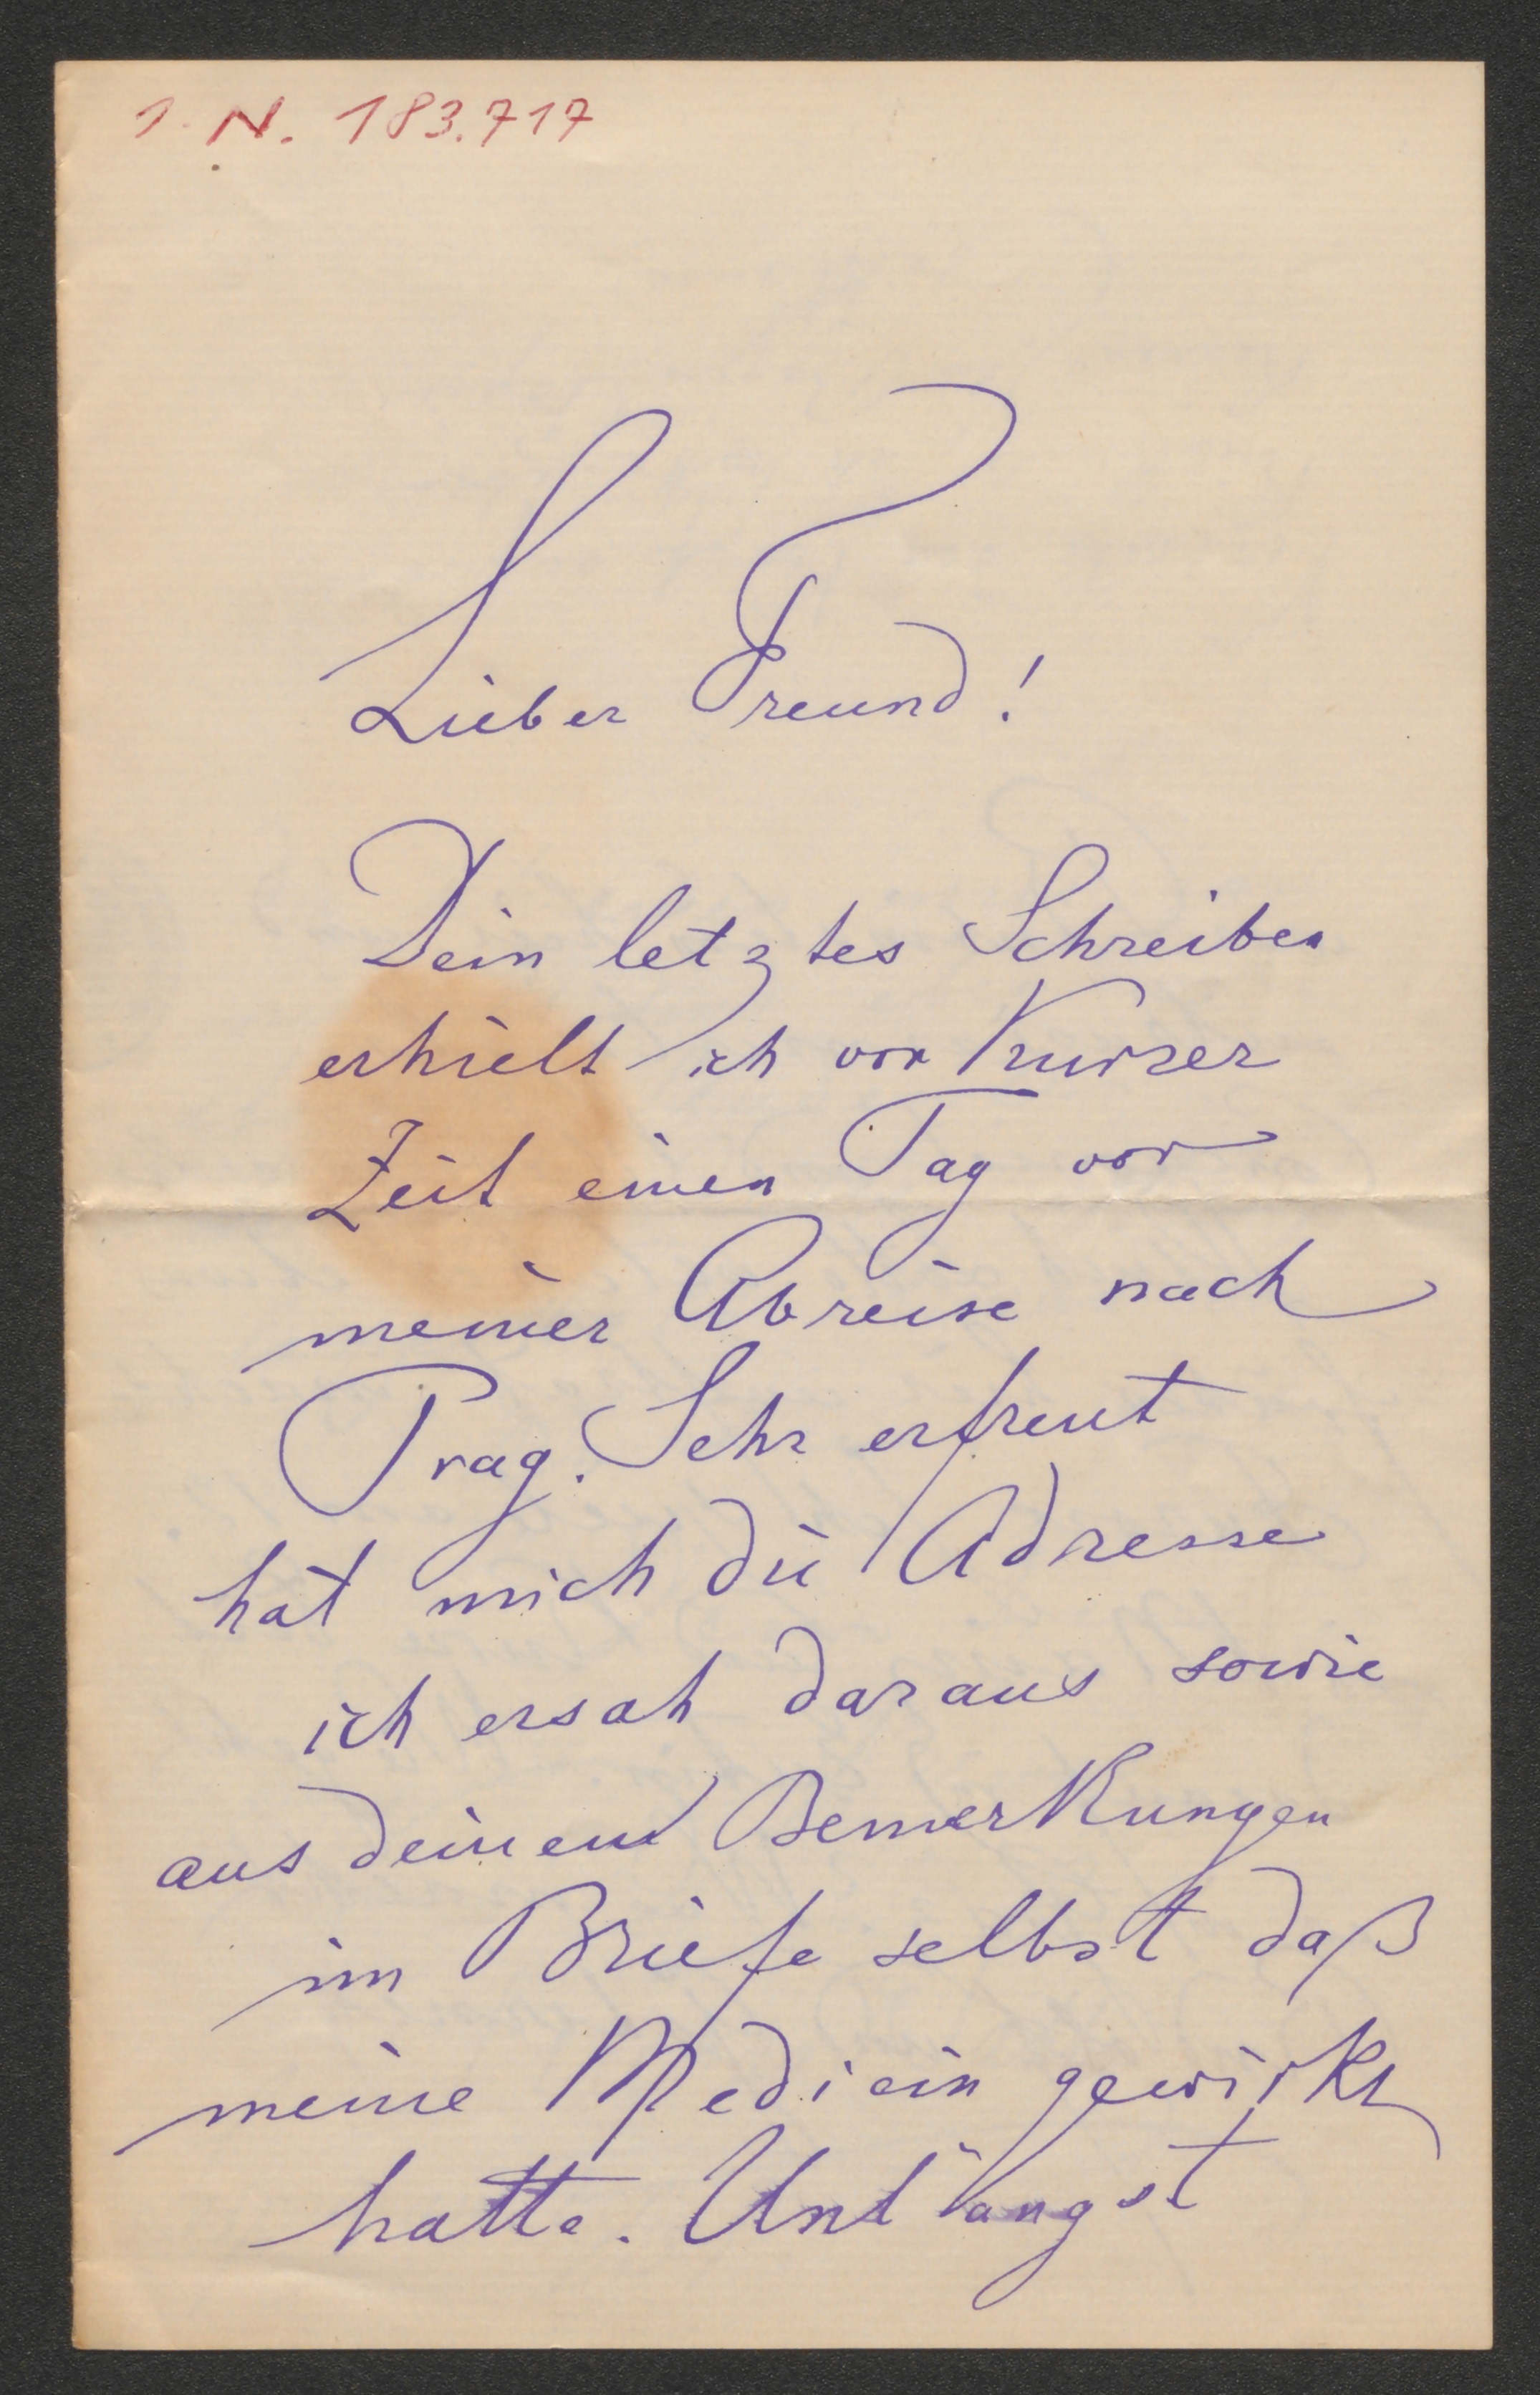 I. N. 183.717
Lieber Freund!
Dein letztes Schreiben
erhielt ich vor Kurzer
Zeit einen Tag vor
meiner Abreise nach
Prag. Sehr erfreut
hat mich die Adresse
ich ersah daraus sowie
aus deinen Bemerkungen
im Briefe selbst daß
meine Medicin gewirkt
hatte. Unlängst